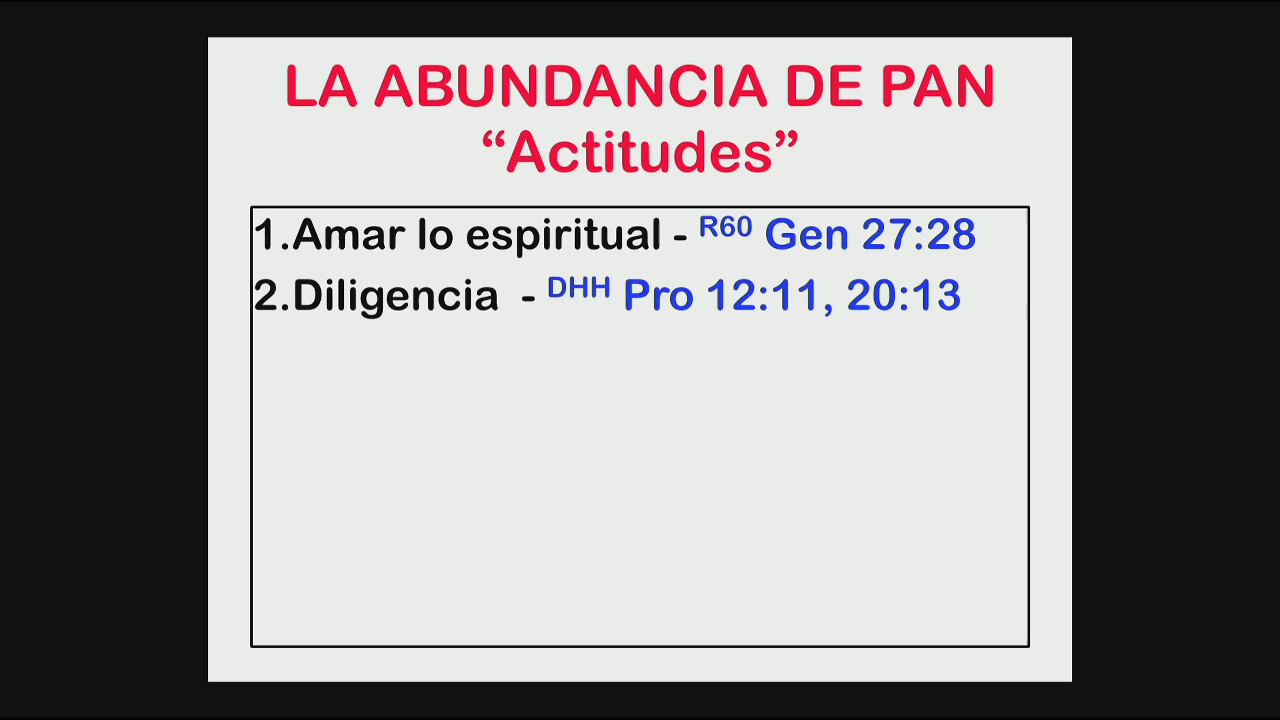 LA ABUNDANCIA DE PAN
“Actitudes”
1.Amar lo espiritual - R60 Gen 27:28
2.Diligencia - DHH Pro 12:11, 20:13